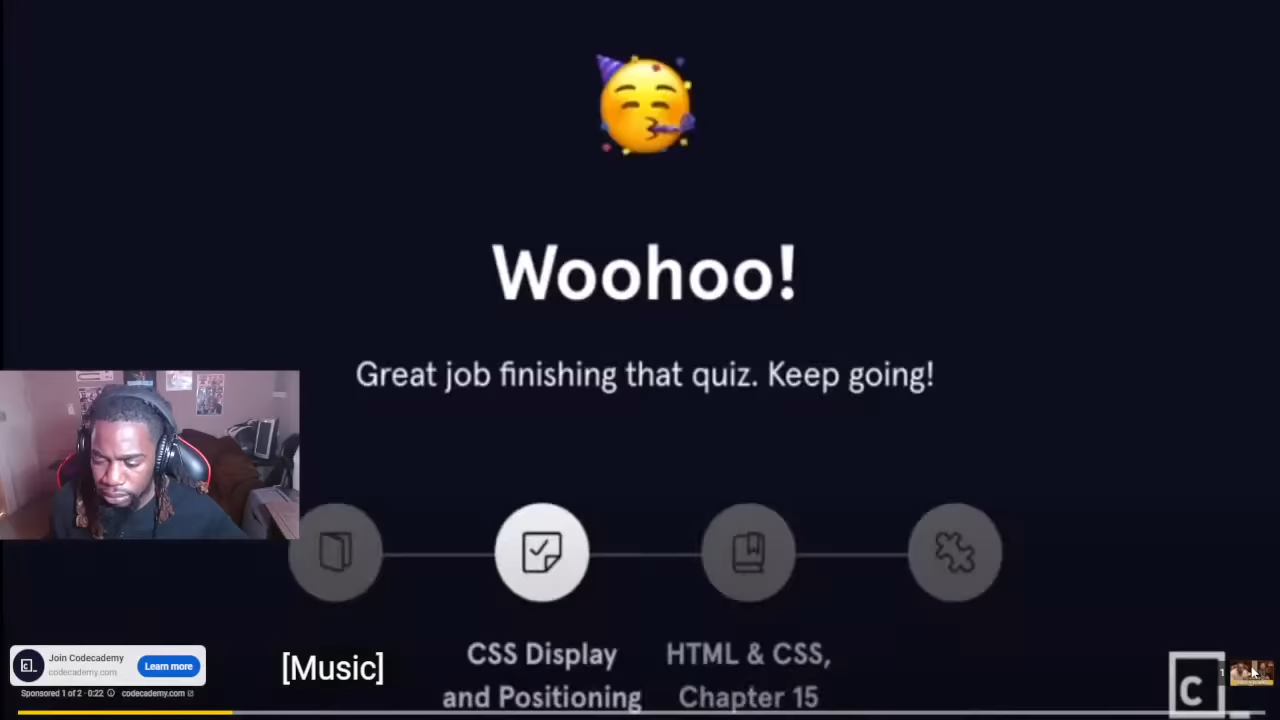 Woohoo!
Great job finishing that quiz. Keep going!
CSS Display
and Positioning
HTML & CSS,
Chapter 15
[Music]
Join Codecademy
codecademy.com
Learn more
Sponsored 1 of 2 · 0:22
codecademy.com
1
c